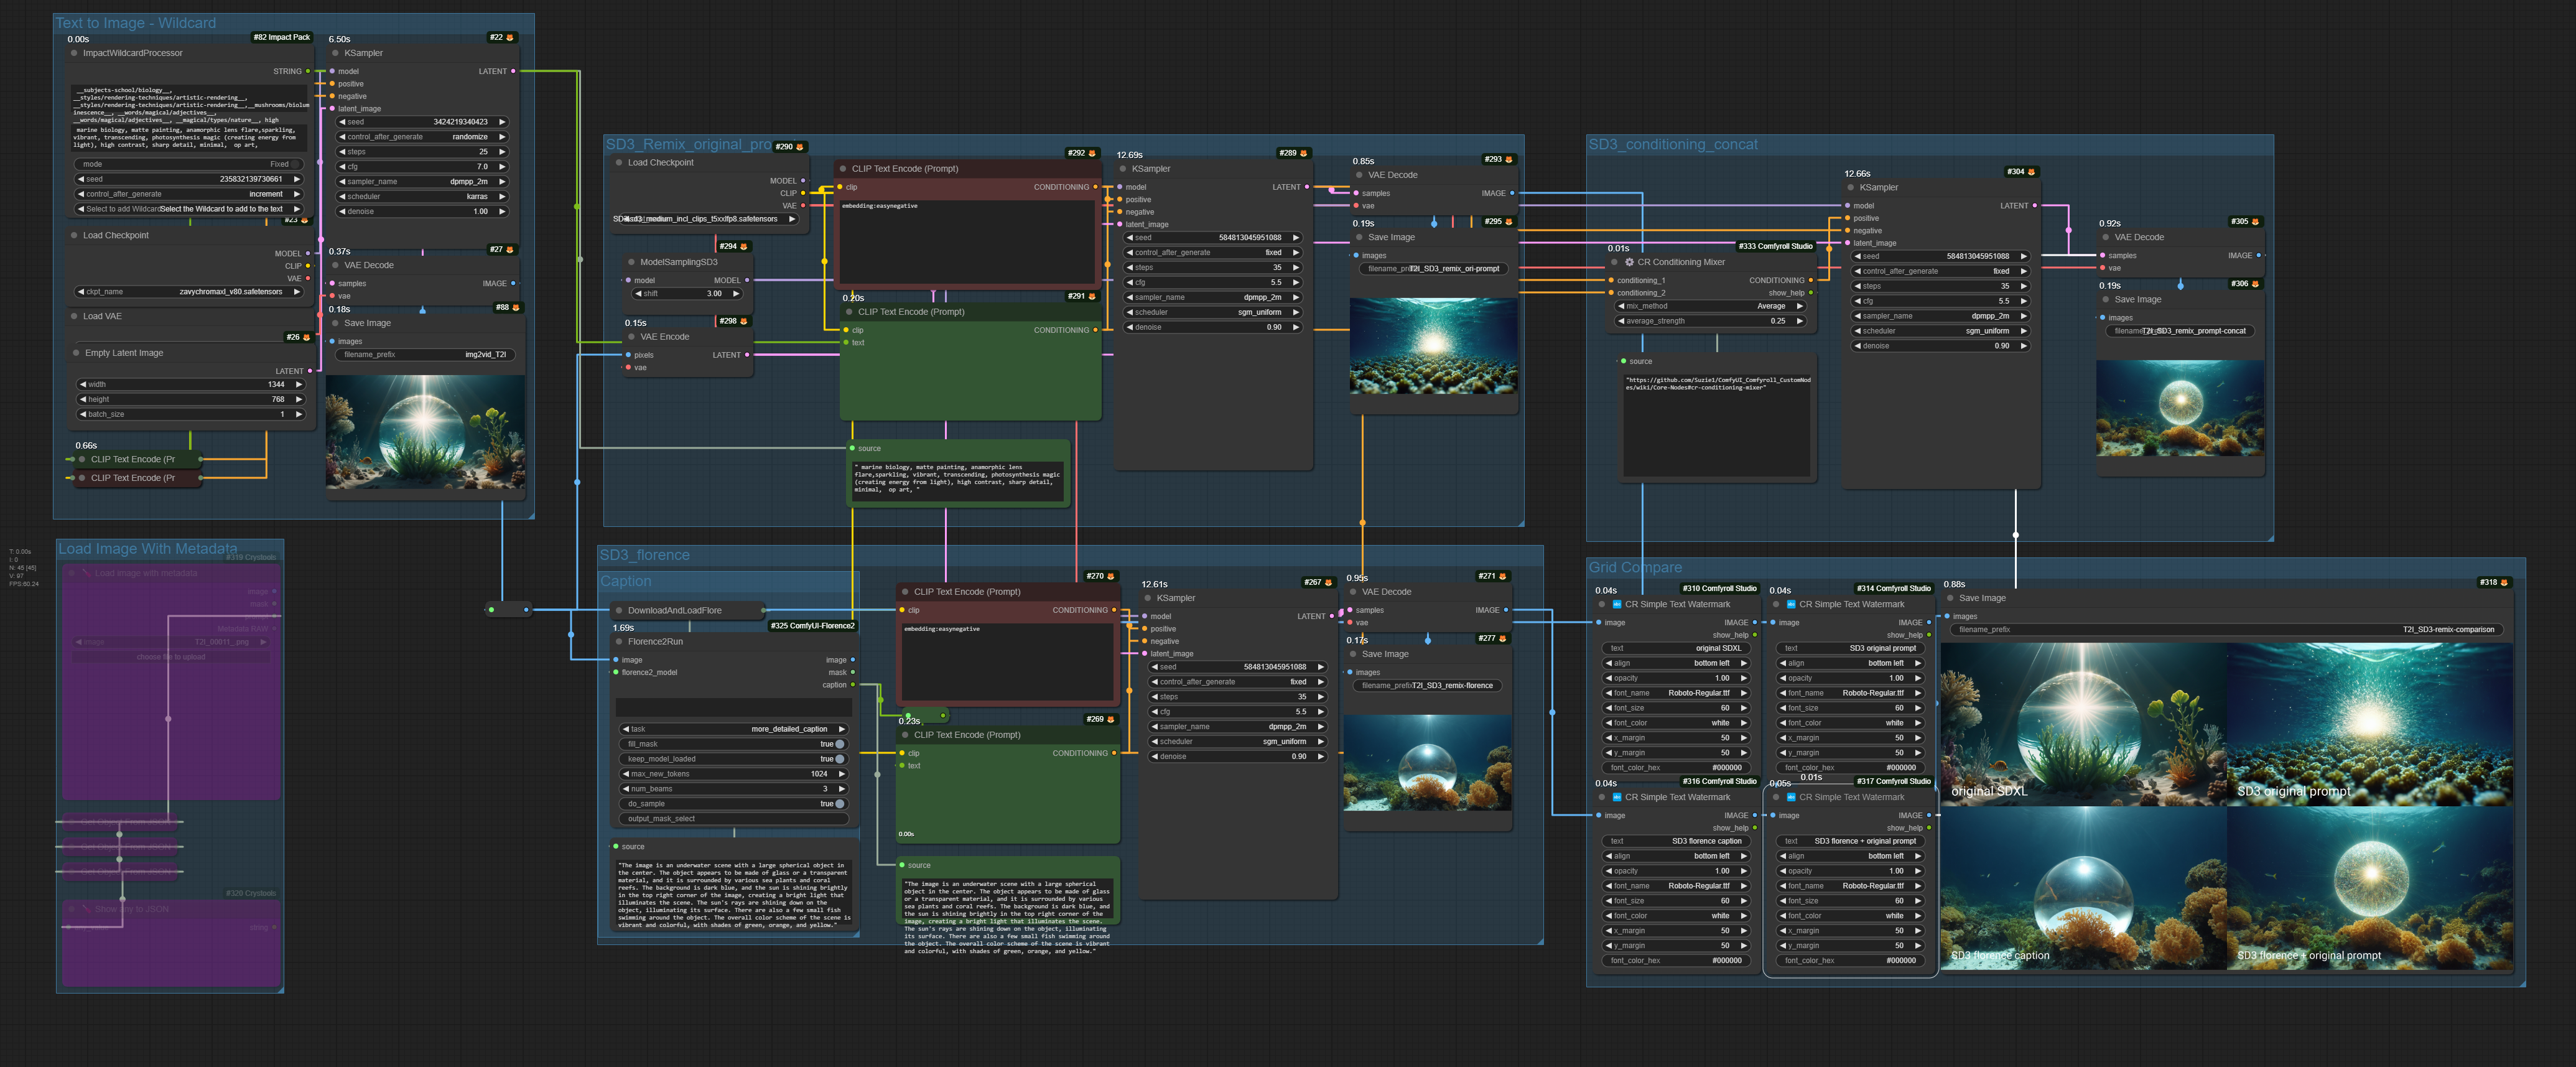 Text to Image - Wildcard
0.00s
#82 Impact Pack
ImpactWildcardProcessor
STRING
__subjects-school/biology__,
__styles/rendering-techniques/artistic-rendering__,
__styles/rendering-techniques/artistic-rendering__,__mushrooms/biolum
inescence__, __words/magical/adjectives__,
__words/magical/adjectives__, __magical/types/nature__, high
marine biology, matte painting, anamorphic lens flare,sparkling,
vibrant, transcending, photosynthesis magic (creating energy from
light), high contrast, sharp detail, minimal, op art,
mode Fixed
seed 235832139730661
control_after_generate increment
Select to add Wildcard Select the Wildcard to add to the text
#23
Load Checkpoint
MODEL
CLIP
VAE
ckpt_name zavychromaxl_v80.safetensors
Load VAE
#26
Empty Latent Image
LATENT
width 1344
height 768
batch_size 1
0.66s
CLIP Text Encode (Pr
CLIP Text Encode (Pr
6.50s
#22
KSampler
model LATENT
positive
negative
latent_image
seed 3424219340423
control_after_generate randomize
steps 25
cfg 7.0
sampler_name dpmpp_2m
scheduler karras
denoise 1.00
0.37s
#27
VAE Decode
samples IMAGE
vae
0.18s
#88
Save Image
images
filename_prefix img2vid_T2I
T: 0.00s
I: 0
N: 45 [45]
V: 97
FPS:60.24
Load Image With Metadata
#319 Crystools
Load image with metadata
image
mask
Metadata RAW
image T2I_00011_.png
choose file to upload
#320 Crystools
Show any to JSON
string
SD3_Remix_original_pro
#290
Load Checkpoint
MODEL
CLIP
VAE
sd3_medium_incl_clips_t5xxlfp8.safetensors
#294
ModelSamplingSD3
model MODEL
shift 3.00
0.15s
#298
VAE Encode
pixels LATENT
vae
#292
CLIP Text Encode (Prompt)
clip CONDITIONING
embedding:easynegative
0.20s
#291
CLIP Text Encode (Prompt)
clip CONDITIONING
text
source
" marine biology, matte painting, anamorphic lens
flare,sparkling, vibrant, transcending, photosynthesis magic
(creating energy from light), high contrast, sharp detail,
minimal, op art, "
12.69s
#289
KSampler
model LATENT
positive
negative
latent_image
seed 584813045951088
control_after_generate fixed
steps 35
cfg 5.5
sampler_name dpmpp_2m
scheduler sgm_uniform
denoise 0.90
0.85s
#293
VAE Decode
samples IMAGE
vae
0.19s
#295
Save Image
images
T2I_SD3_remix_ori-prompt
SD3_conditioning_concat
0.01s
#333 Comfyroll Studio
CR Conditioning Mixer
conditioning_1 CONDITIONING
conditioning_2 show_help
mix_method Average
average_strength 0.25
source
"https://github.com/Suzie1/ComfyUI_Comfyroll_CustomNod
es/wiki/Core-Nodes#cr-conditioning-mixer"
12.66s
#304
KSampler
model LATENT
positive
negative
latent_image
seed 584813045951088
control_after_generate fixed
steps 35
cfg 5.5
sampler_name dpmpp_2m
scheduler sgm_uniform
denoise 0.90
0.92s
#305
VAE Decode
samples IMAGE
vae
0.19s
#306
Save Image
images
T2I_SD3_remix_prompt-concat
SD3_florence
Caption
DownloadAndLoadFlore
1.69s
#325 ComfyUI-Florence2
Florence2Run
image image
florence2_model mask
caption
task more_detailed_caption
fill_mask true
keep_model_loaded true
max_new_tokens 1024
num_beams 3
do_sample true
output_mask_select
source
"The image is an underwater scene with a large spherical object in
the center. The object appears to be made of glass or a transparent
material, and it is surrounded by various sea plants and coral
reefs. The background is dark blue, and the sun is shining brightly
in the top right corner of the image, creating a bright light that
illuminates the scene. The sun's rays are shining down on the
object, illuminating its surface. There are also a few small fish
swimming around the object. The overall color scheme of the scene is
vibrant and colorful, with shades of green, orange, and yellow."
#270
CLIP Text Encode (Prompt)
clip CONDITIONING
embedding:easynegative
0.23s
#269
CLIP Text Encode (Prompt)
clip CONDITIONING
text
0.00s
source
"The image is an underwater scene with a large spherical
object in the center. The object appears to be made of glass
or a transparent material, and it is surrounded by various
sea plants and coral reefs. The background is dark blue, and
the sun is shining brightly in the top right corner of the
image, creating a bright light that illuminates the scene.
The sun's rays are shining down on the object, illuminating
its surface. There are also a few small fish swimming around
the object. The overall color scheme of the scene is vibrant
and colorful, with shades of green, orange, and yellow."
12.61s
#267
KSampler
model LATENT
positive
negative
latent_image
seed 584813045951088
control_after_generate fixed
steps 35
cfg 5.5
sampler_name dpmpp_2m
scheduler sgm_uniform
denoise 0.90
0.95s
#271
VAE Decode
samples IMAGE
vae
0.17s
#277
Save Image
images
filename_prefix T2I_SD3_remix-florence
Grid Compare
0.04s
#310 Comfyroll Studio
CR Simple Text Watermark
image IMAGE
show_help
text original SDXL
align bottom left
opacity 1.00
font_name Roboto-Regular.ttf
font_size 60
font_color white
x_margin 50
y_margin 50
font_color_hex #000000
0.04s
#314 Comfyroll Studio
CR Simple Text Watermark
image IMAGE
show_help
text SD3 original prompt
align bottom left
opacity 1.00
font_name Roboto-Regular.ttf
font_size 60
font_color white
x_margin 50
y_margin 50
font_color_hex #000000
0.04s
#316 Comfyroll Studio
CR Simple Text Watermark
image IMAGE
show_help
text SD3 florence caption
align bottom left
opacity 1.00
font_name Roboto-Regular.ttf
font_size 60
font_color white
x_margin 50
y_margin 50
font_color_hex #000000
0.05s
0.01s
#317 Comfyroll Studio
CR Simple Text Watermark
image IMAGE
show_help
text SD3 florence + original prompt
align bottom left
opacity 1.00
font_name Roboto-Regular.ttf
font_size 60
font_color white
x_margin 50
y_margin 50
font_color_hex #000000
0.88s
#318
Save Image
images
filename_prefix T2I_SD3-remix-comparison
original SDXL
SD3 original prompt
SD3 florence caption
SD3 florence + original prompt